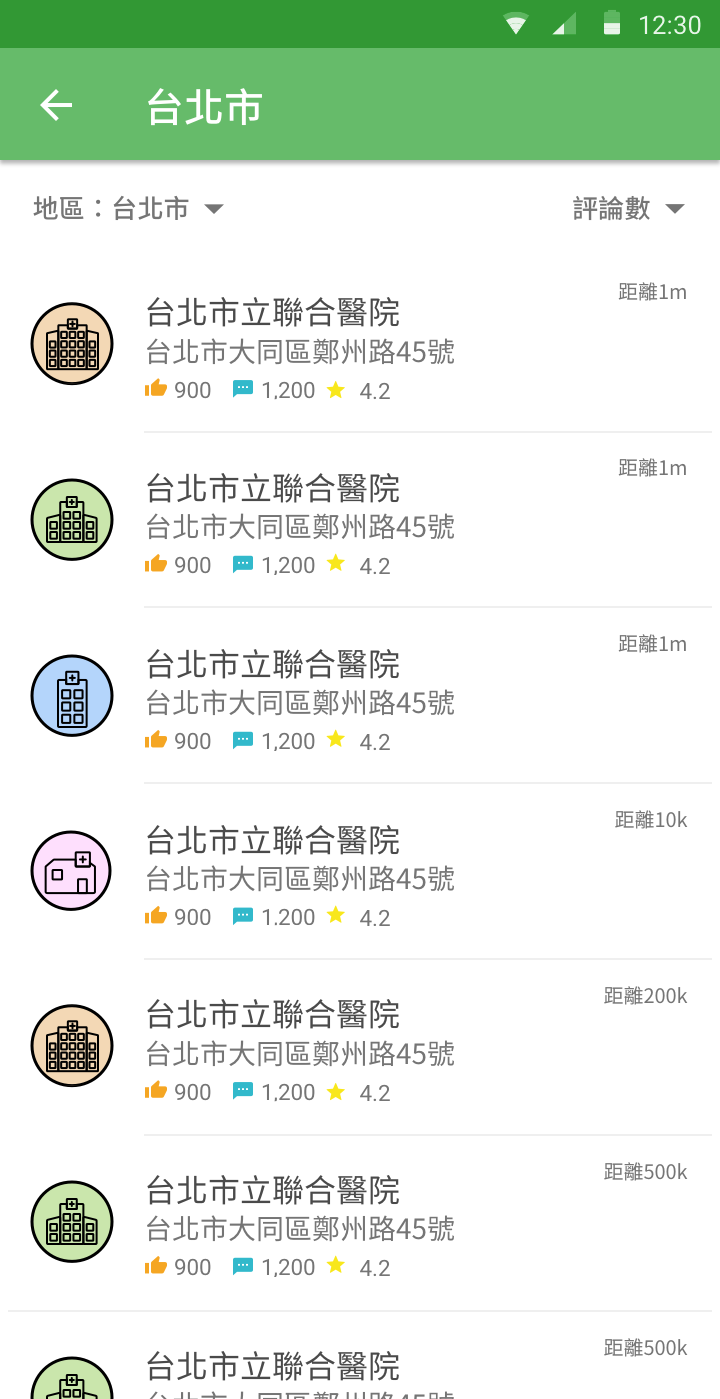 12:30
台北市
地區：台北市 評論數
台北市立聯合醫院 距離1m
台北市大同區鄭州路45號
900 1,200 4.2
台北市立聯合醫院 距離1m
台北市大同區鄭州路45號
900 1,200 4.2
台北市立聯合醫院 距離1m
台北市大同區鄭州路45號
900 1,200 4.2
台北市立聯合醫院 距離10k
台北市大同區鄭州路45號
900 1,200 4.2
台北市立聯合醫院 距離200k
台北市大同區鄭州路45號
900 1,200 4.2
台北市立聯合醫院 距離500k
台北市大同區鄭州路45號
900 1,200 4.2
台北市立聯合醫院 距離500k